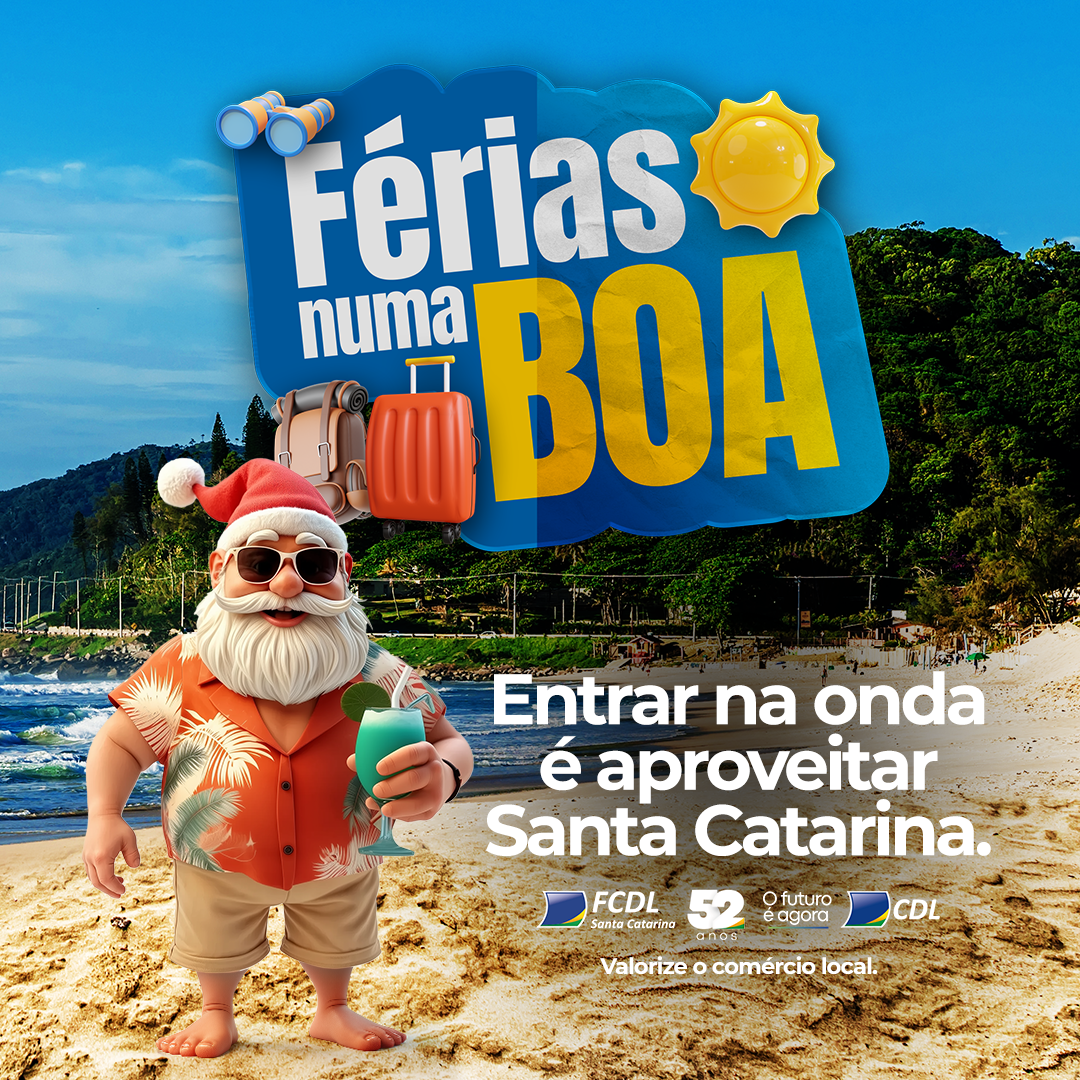 Férias
numa
BOA
Entrar na onda
é aproveitar
Santa Catarina.
FCDL
Santa Catarina
52
anos
O futuro
é agora
CDL
Valorize o comércio local.